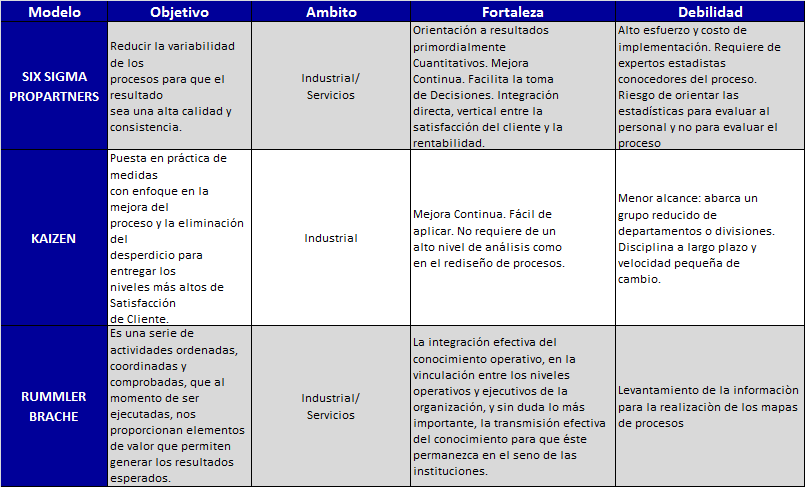 Modelo
Objetivo
Ambito
Fortaleza
Debilidad
SIX SIGMA
PROPARTNERS
Reducir la variabilidad
de los
procesos para que el
resultado
sea una alta calidad y
consistencia.
Industrial/
Servicios
Orientación a resultados
primordialmente
Cuantitativos. Mejora
Continua. Facilita la toma
de Decisiones. Integración
directa, vertical entre la
satisfacción del cliente y la
rentabilidad.
Alto esfuerzo y costo de
implementación. Requiere de
expertos estadistas
conocedores del proceso.
Riesgo de orientar las
estadísticas para evaluar al
personal y no para evaluar el
proceso
KAIZEN
Puesta en práctica de
medidas
con enfoque en la
mejora del
proceso y la eliminación
del
desperdicio para
entregar los
niveles más altos de
Satisfacción
de Cliente.
Industrial
Mejora Continua. Fácil de
aplicar. No requiere de un
alto nivel de análisis como
en el rediseño de procesos.
Menor alcance: abarca un
grupo reducido de
departamentos o divisiones.
Disciplina a largo plazo y
velocidad pequeña de
cambio.
RUMMLER
BRACHE
Es una serie de
actividades ordenadas,
coordinadas y
comprobadas, que al
momento de ser
ejecutadas, nos
proporcionan elementos
de valor que permiten
generar los resultados
esperados.
Industrial/
Servicios
La integración efectiva del
conocimiento operativo, en la
vinculación entre los niveles
operativos y ejecutivos de la
organización, y sin duda lo más
importante, la transmisión efectiva
del conocimiento para que éste
permanezca en el seno de las
instituciones.
Levantamiento de la informaciòn
para la realizaciòn de los mapas
de procesos